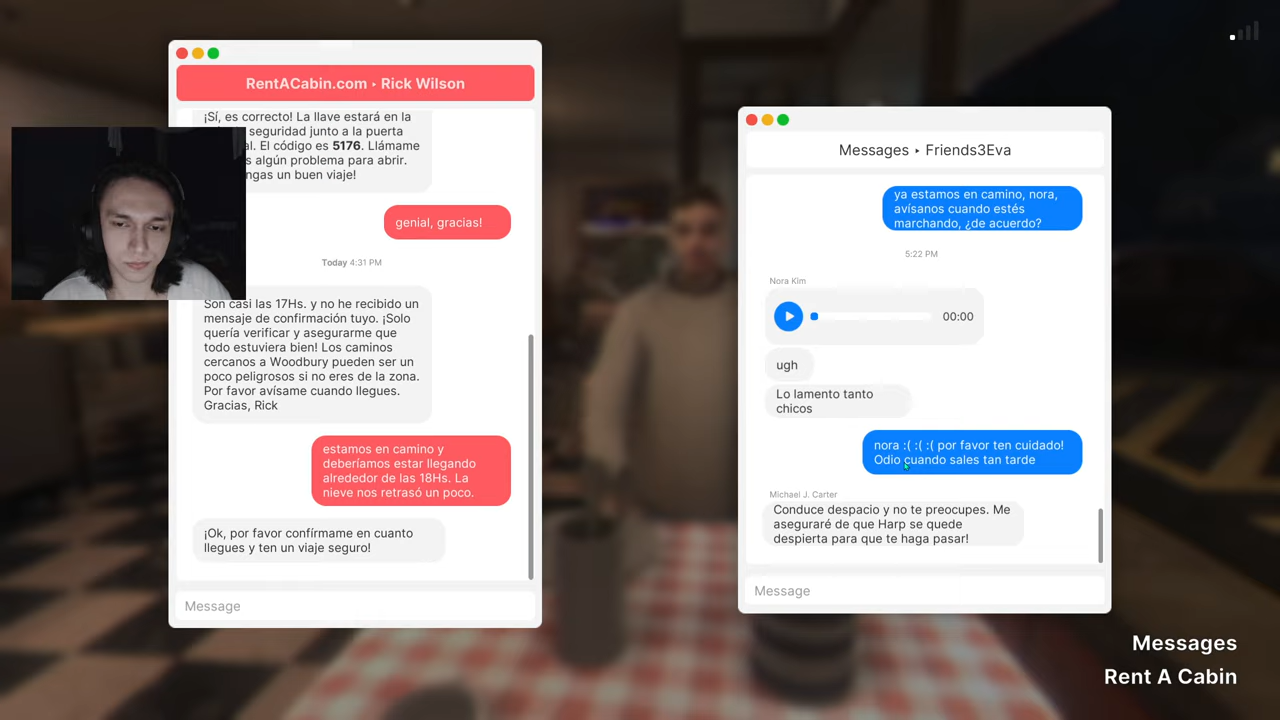 RentACabin.com ▸ Rick Wilson
¡Sí, es correcto! La llave estará en la
seguridad junto a la puerta
El código es 5176. Llámame
algún problema para abrir.
un buen viaje!
genial, gracias!
Today 4:31 PM
Son casi las 17Hs. y no he recibido un
mensaje de confirmación tuyo. ¡Solo
quería verificar y asegurarme que
todo estuviera bien! Los caminos
cercanos a Woodbury pueden ser un
poco peligrosos si no eres de la zona.
Por favor avísame cuando llegues.
Gracias, Rick
estamos en camino y
deberíamos estar llegando
alrededor de las 18Hs. La
nieve nos retrasó un poco.
¡Ok, por favor confírmame en cuanto
llegues y ten un viaje seguro!
Message
Messages ▸ Friends3Eva
ya estamos en camino, nora,
avísanos cuando estés
marchando, ¿de acuerdo?
5:22 PM
Nora Kim
00:00
ugh
Lo lamento tanto
chicos
nora :( :( :( por favor ten cuidado!
Odio cuando sales tan tarde
Michael J. Carter
Conduce despacio y no te preocupes. Me
aseguraré de que Harp se quede
despierta para que te haga pasar!
Message
Messages
Rent A Cabin